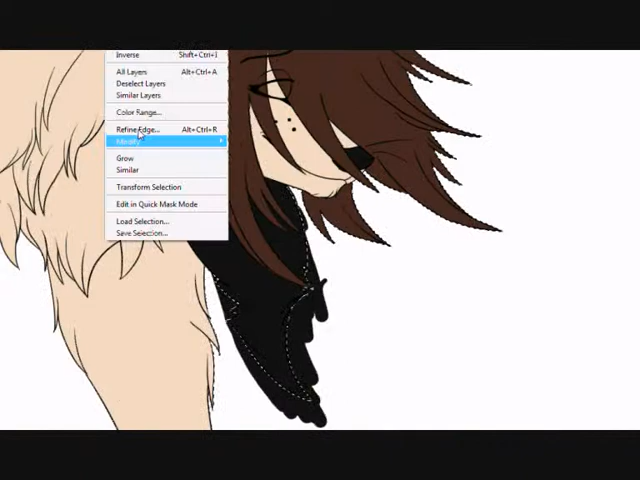 Inverse Shift+Ctrl+I
All Layers Alt+Ctrl+A
Deselect Layers
Similar Layers
Color Range...
Refine Edge... Alt+Ctrl+R
Modify
Grow
Similar
Transform Selection
Edit in Quick Mask Mode
Load Selection...
Save Selection...